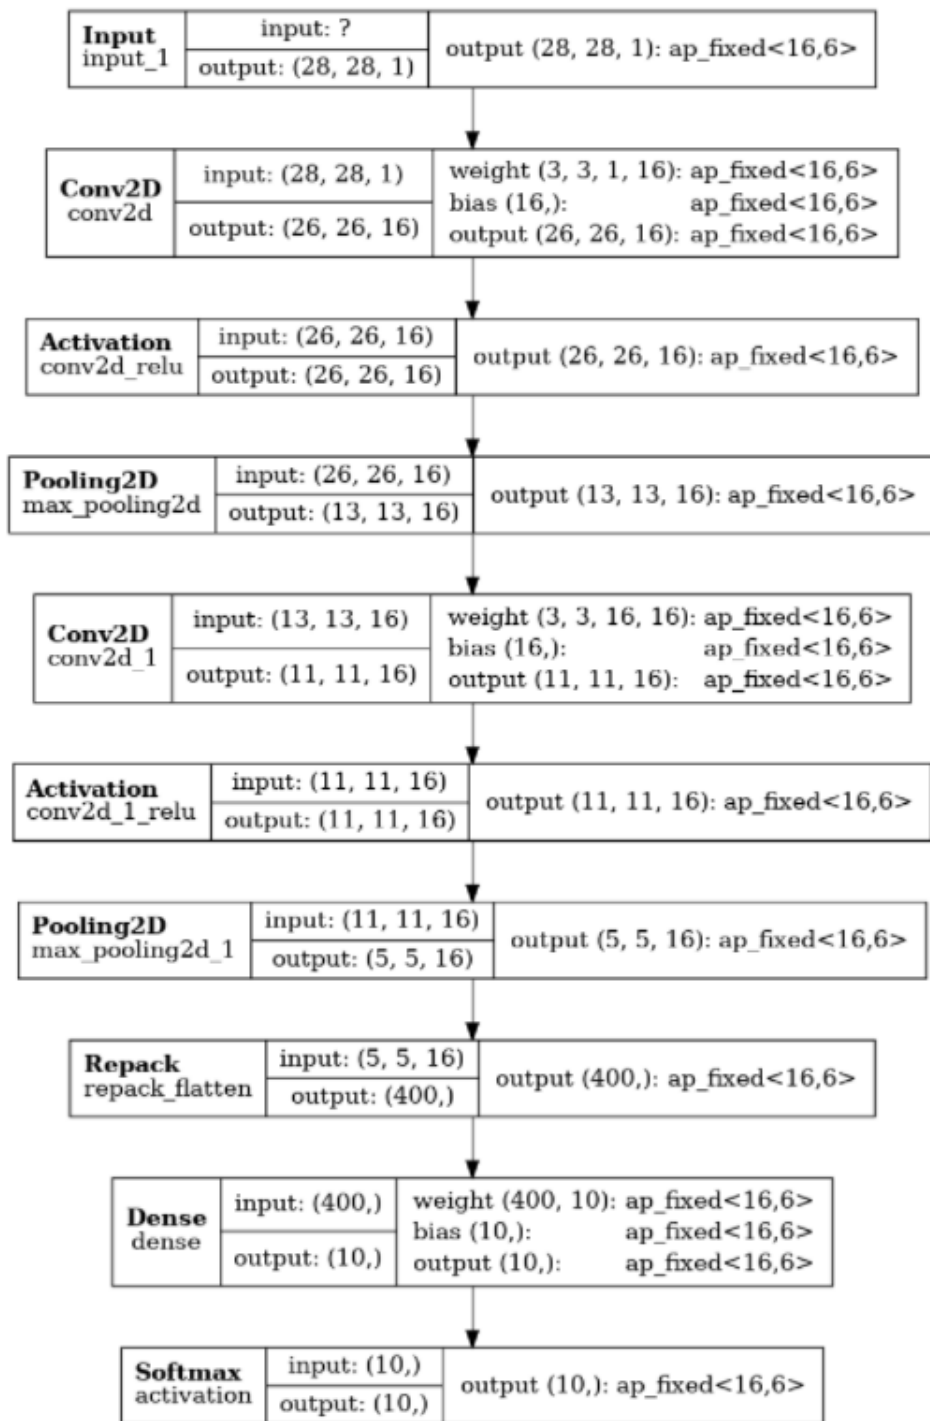 Input
input_1
input: ?
output: (28, 28, 1)
output (28, 28, 1): ap_fixed<16,6>
Conv2D
conv2d
input: (28, 28, 1)
output: (26, 26, 16)
weight (3, 3, 1, 16): ap_fixed<16,6>
bias (16,): ap_fixed<16,6>
output (26, 26, 16): ap_fixed<16,6>
Activation
conv2d_relu
input: (26, 26, 16)
output: (26, 26, 16)
output (26, 26, 16): ap_fixed<16,6>
Pooling2D
max_pooling2d
input: (26, 26, 16)
output: (13, 13, 16)
output (13, 13, 16): ap_fixed<16,6>
Conv2D
conv2d_1
input: (13, 13, 16)
output: (11, 11, 16)
weight (3, 3, 16, 16): ap_fixed<16,6>
bias (16,): ap_fixed<16,6>
output (11, 11, 16): ap_fixed<16,6>
Activation
conv2d_1_relu
input: (11, 11, 16)
output: (11, 11, 16)
output (11, 11, 16): ap_fixed<16,6>
Pooling2D
max_pooling2d_1
input: (11, 11, 16)
output: (5, 5, 16)
output (5, 5, 16): ap_fixed<16,6>
Repack
repack_flatten
input: (5, 5, 16)
output: (400,)
output (400,): ap_fixed<16,6>
Dense
dense
input: (400,)
output: (10,)
weight (400, 10): ap_fixed<16,6>
bias (10,): ap_fixed<16,6>
output (10,): ap_fixed<16,6>
Softmax
activation
input: (10,)
output: (10,)
output (10,): ap_fixed<16,6>